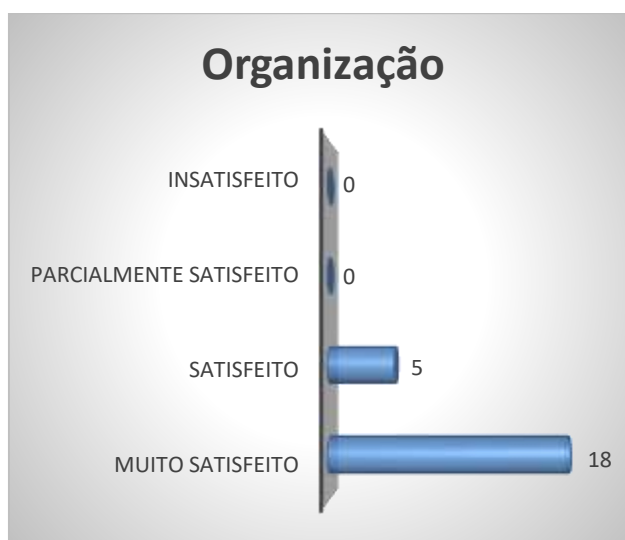 Organização
INSATISFEITO 0
PARCIALMENTE SATISFEITO 0
SATISFEITO 5
MUITO SATISFEITO 18